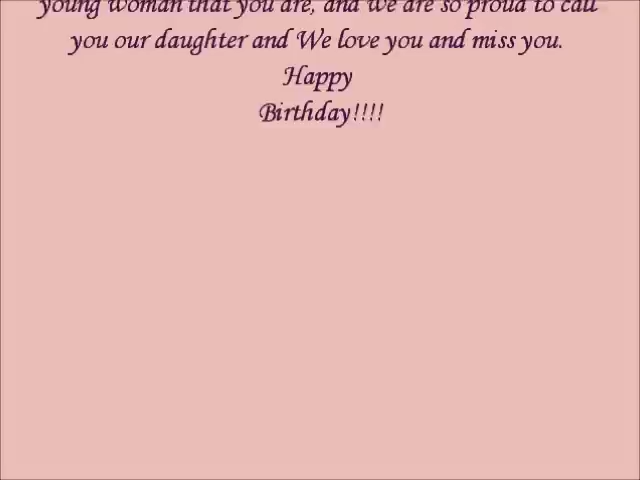 young woman that you are, and we are so proud to call
you our daughter and We love you and miss you.
Happy
Birthday!!!!